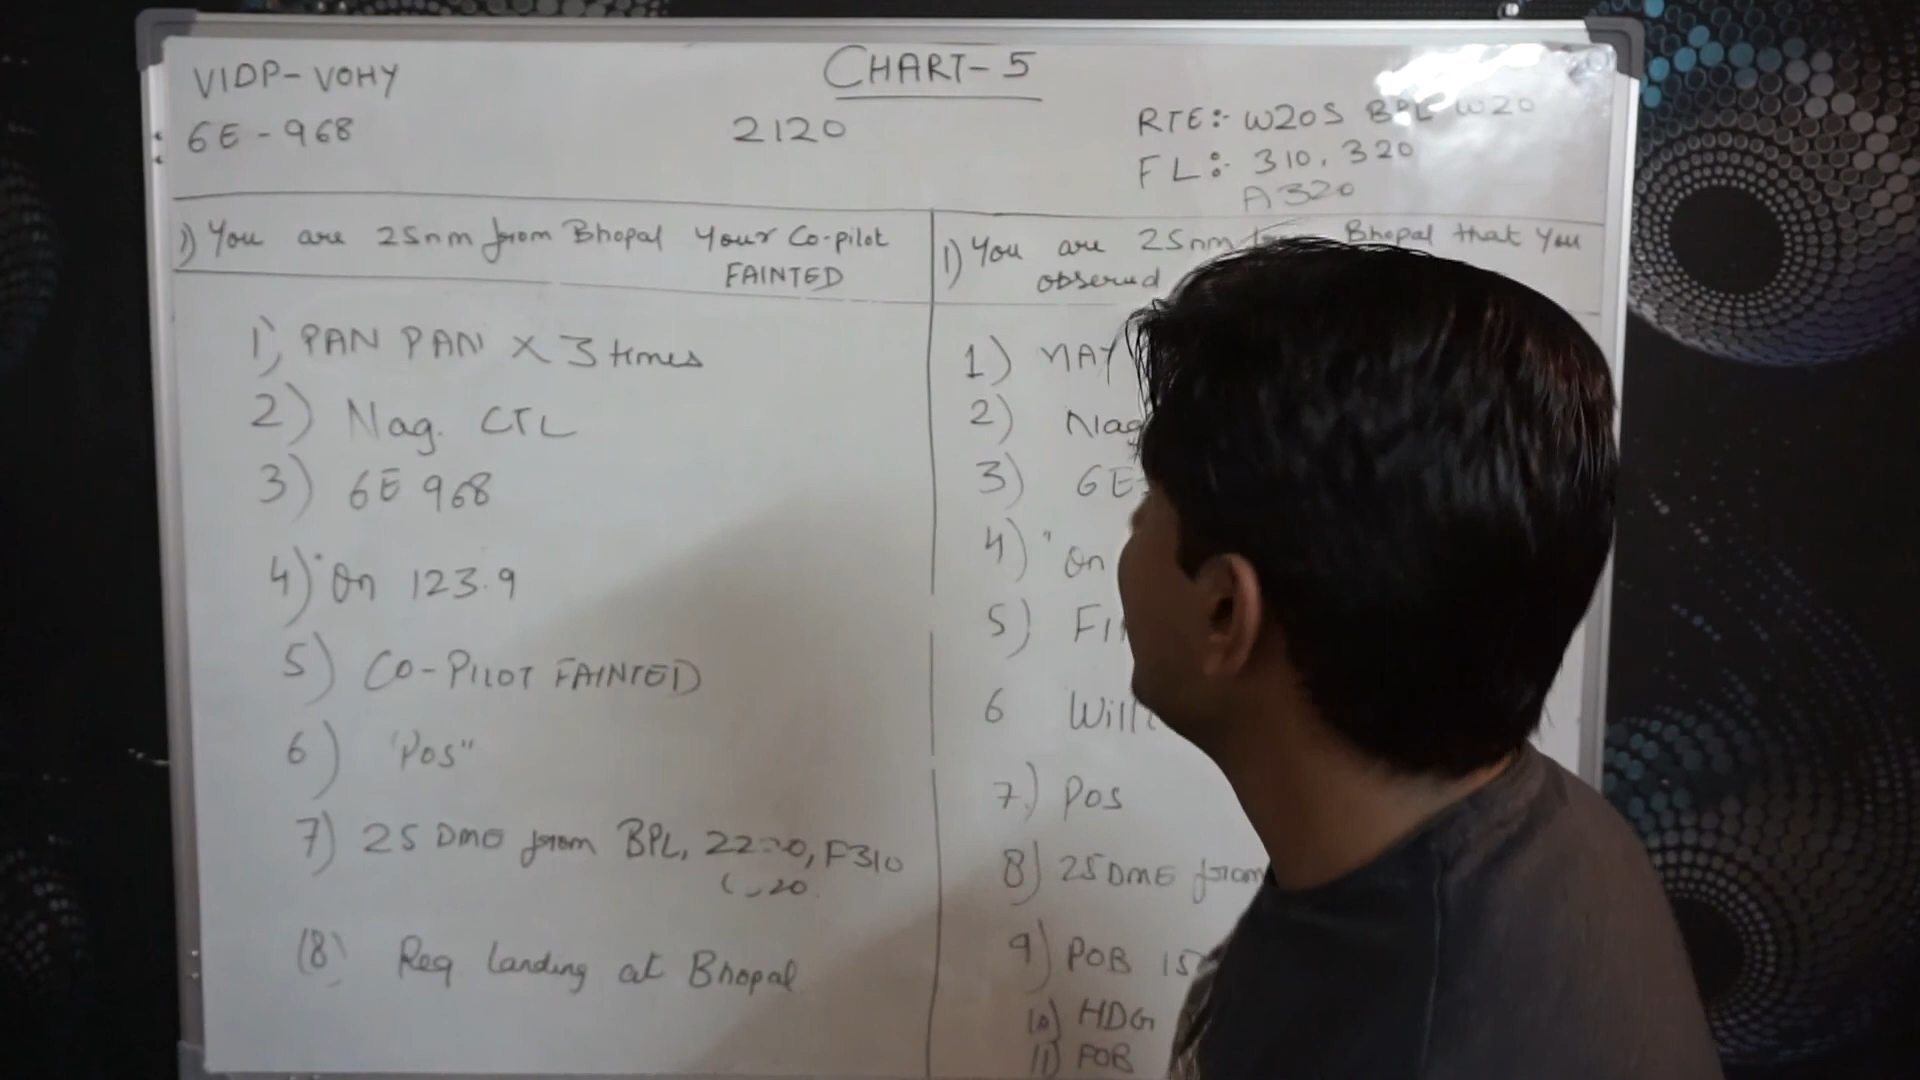 CHART-5
VIDP-VOHY
6E-968
2120
RTE:- W20S BPL W20
FL:- 310, 320
A320
1) You are 25nm from Bhopal Your Co-pilot
FAINTED
1) PAN PAN X 3 times
2) Nag. CTL
3) 6E 968
4) "On 123.9
5) CO-PILOT FAINTED
6) "Pos"
7) 25 DME from BPL, F310
(8) Req landing at Bhopal
1) You are 25nm Bhopal that you
observed
1)
2) Nag
3) 6E-
4) "On
5)
6
7.) Pos
8) 25 DME from
9) POB
10) HDG
11) POB